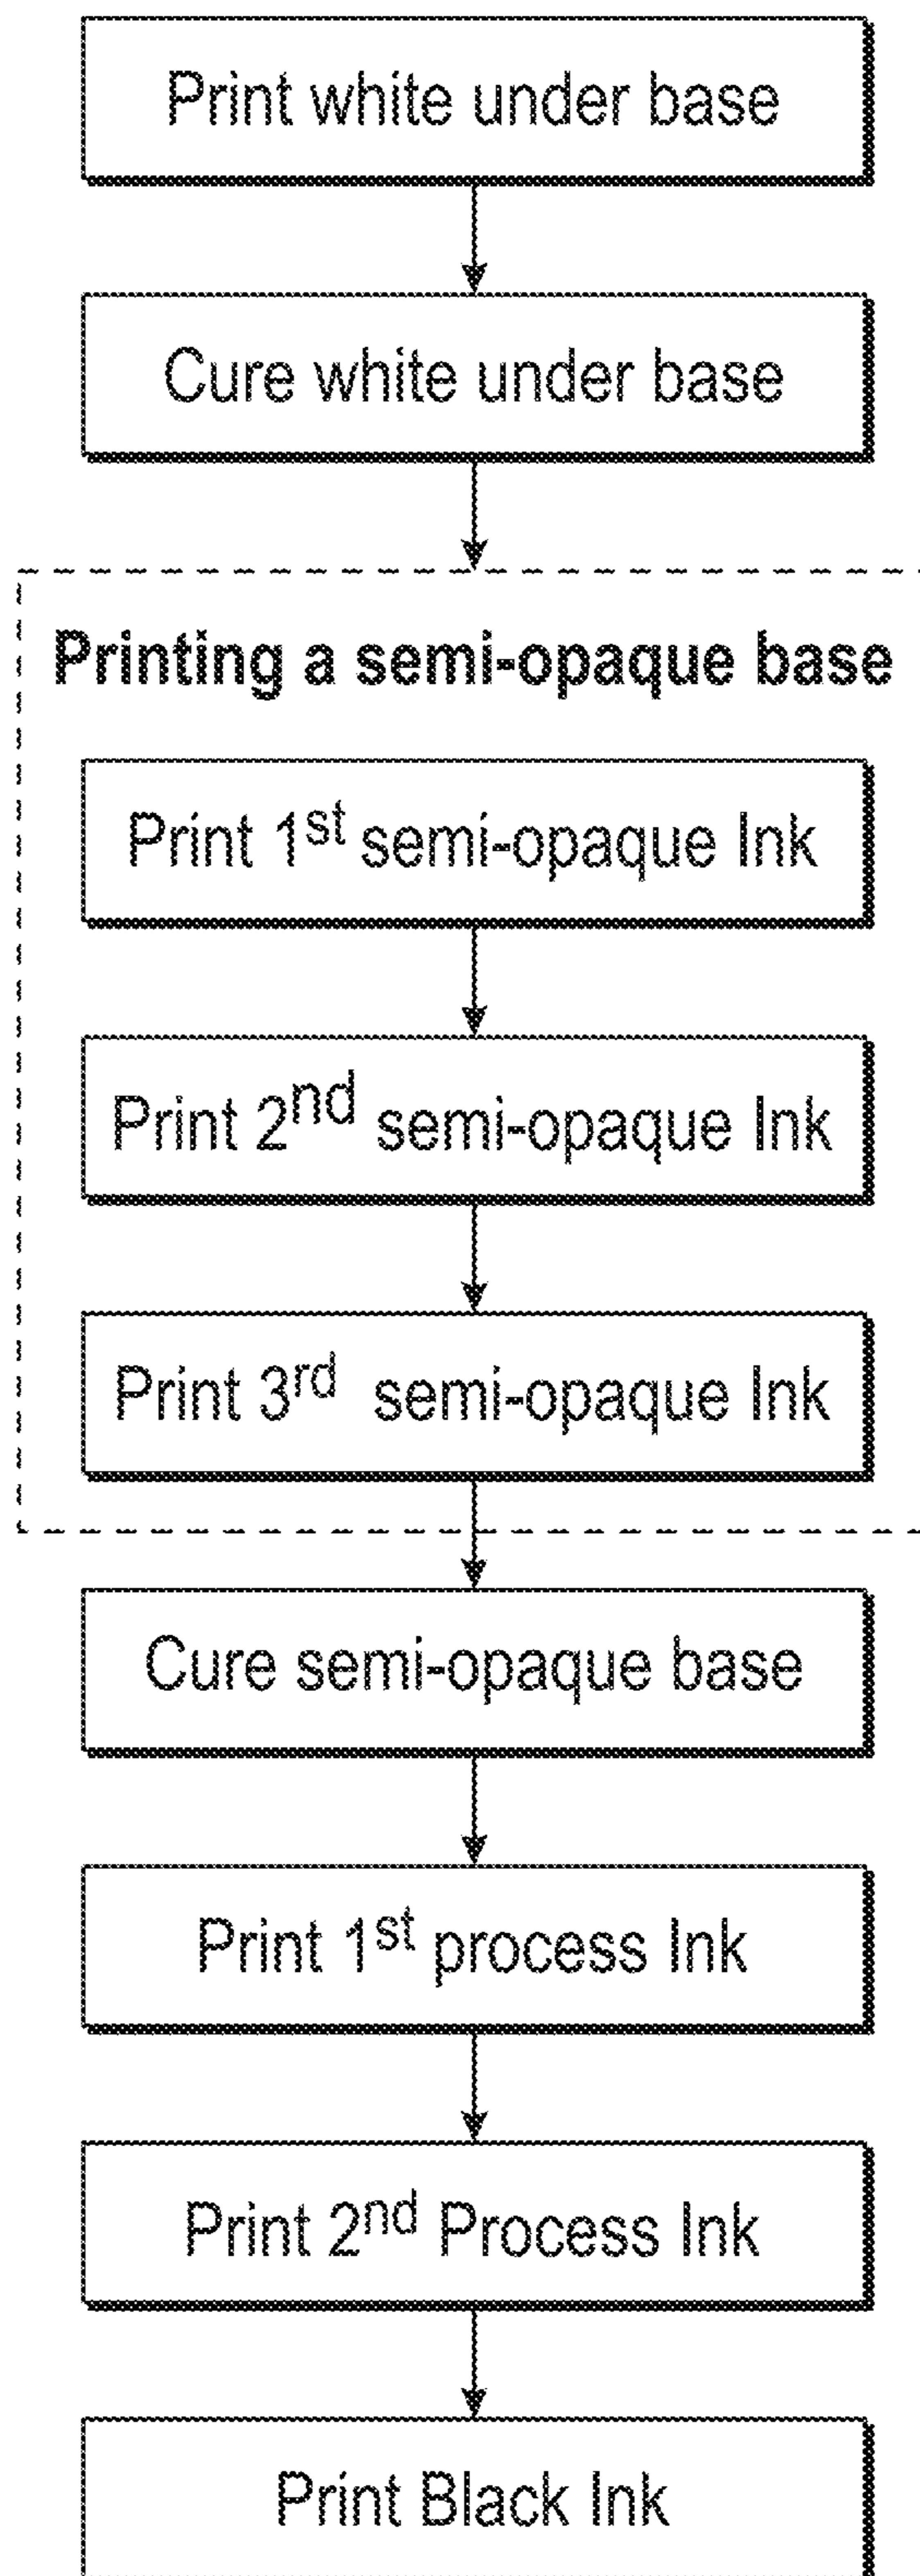 Print white under base
Cure white under base
Printing a semi-opaque base
Print 1st semi-opaque Ink
Print 2nd semi-opaque Ink
Print 3rd semi-opaque Ink
Cure semi-opaque base
Print 1st process Ink
Print 2nd Process Ink
Print Black Ink